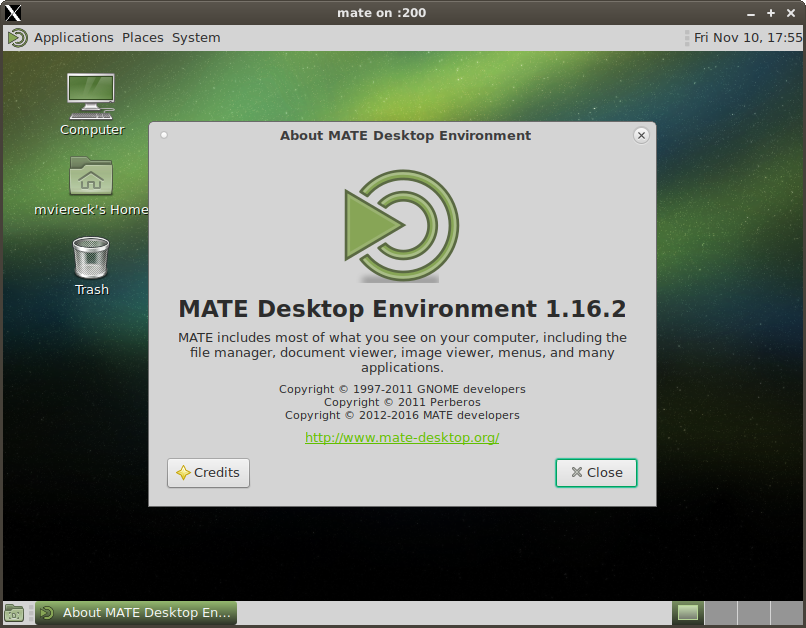 mate on :200
Applications Places System
Fri Nov 10, 17:55
Computer
mviereck's Home
Trash
About MATE Desktop Environment
MATE Desktop Environment 1.16.2
MATE includes most of what you see on your computer, including the
file manager, document viewer, image viewer, menus, and many
applications.
Copyright © 1997-2011 GNOME developers
Copyright © 2011 Perberos
Copyright © 2012-2016 MATE developers
http://www.mate-desktop.org/
Credits
Close
About MATE Desktop En...